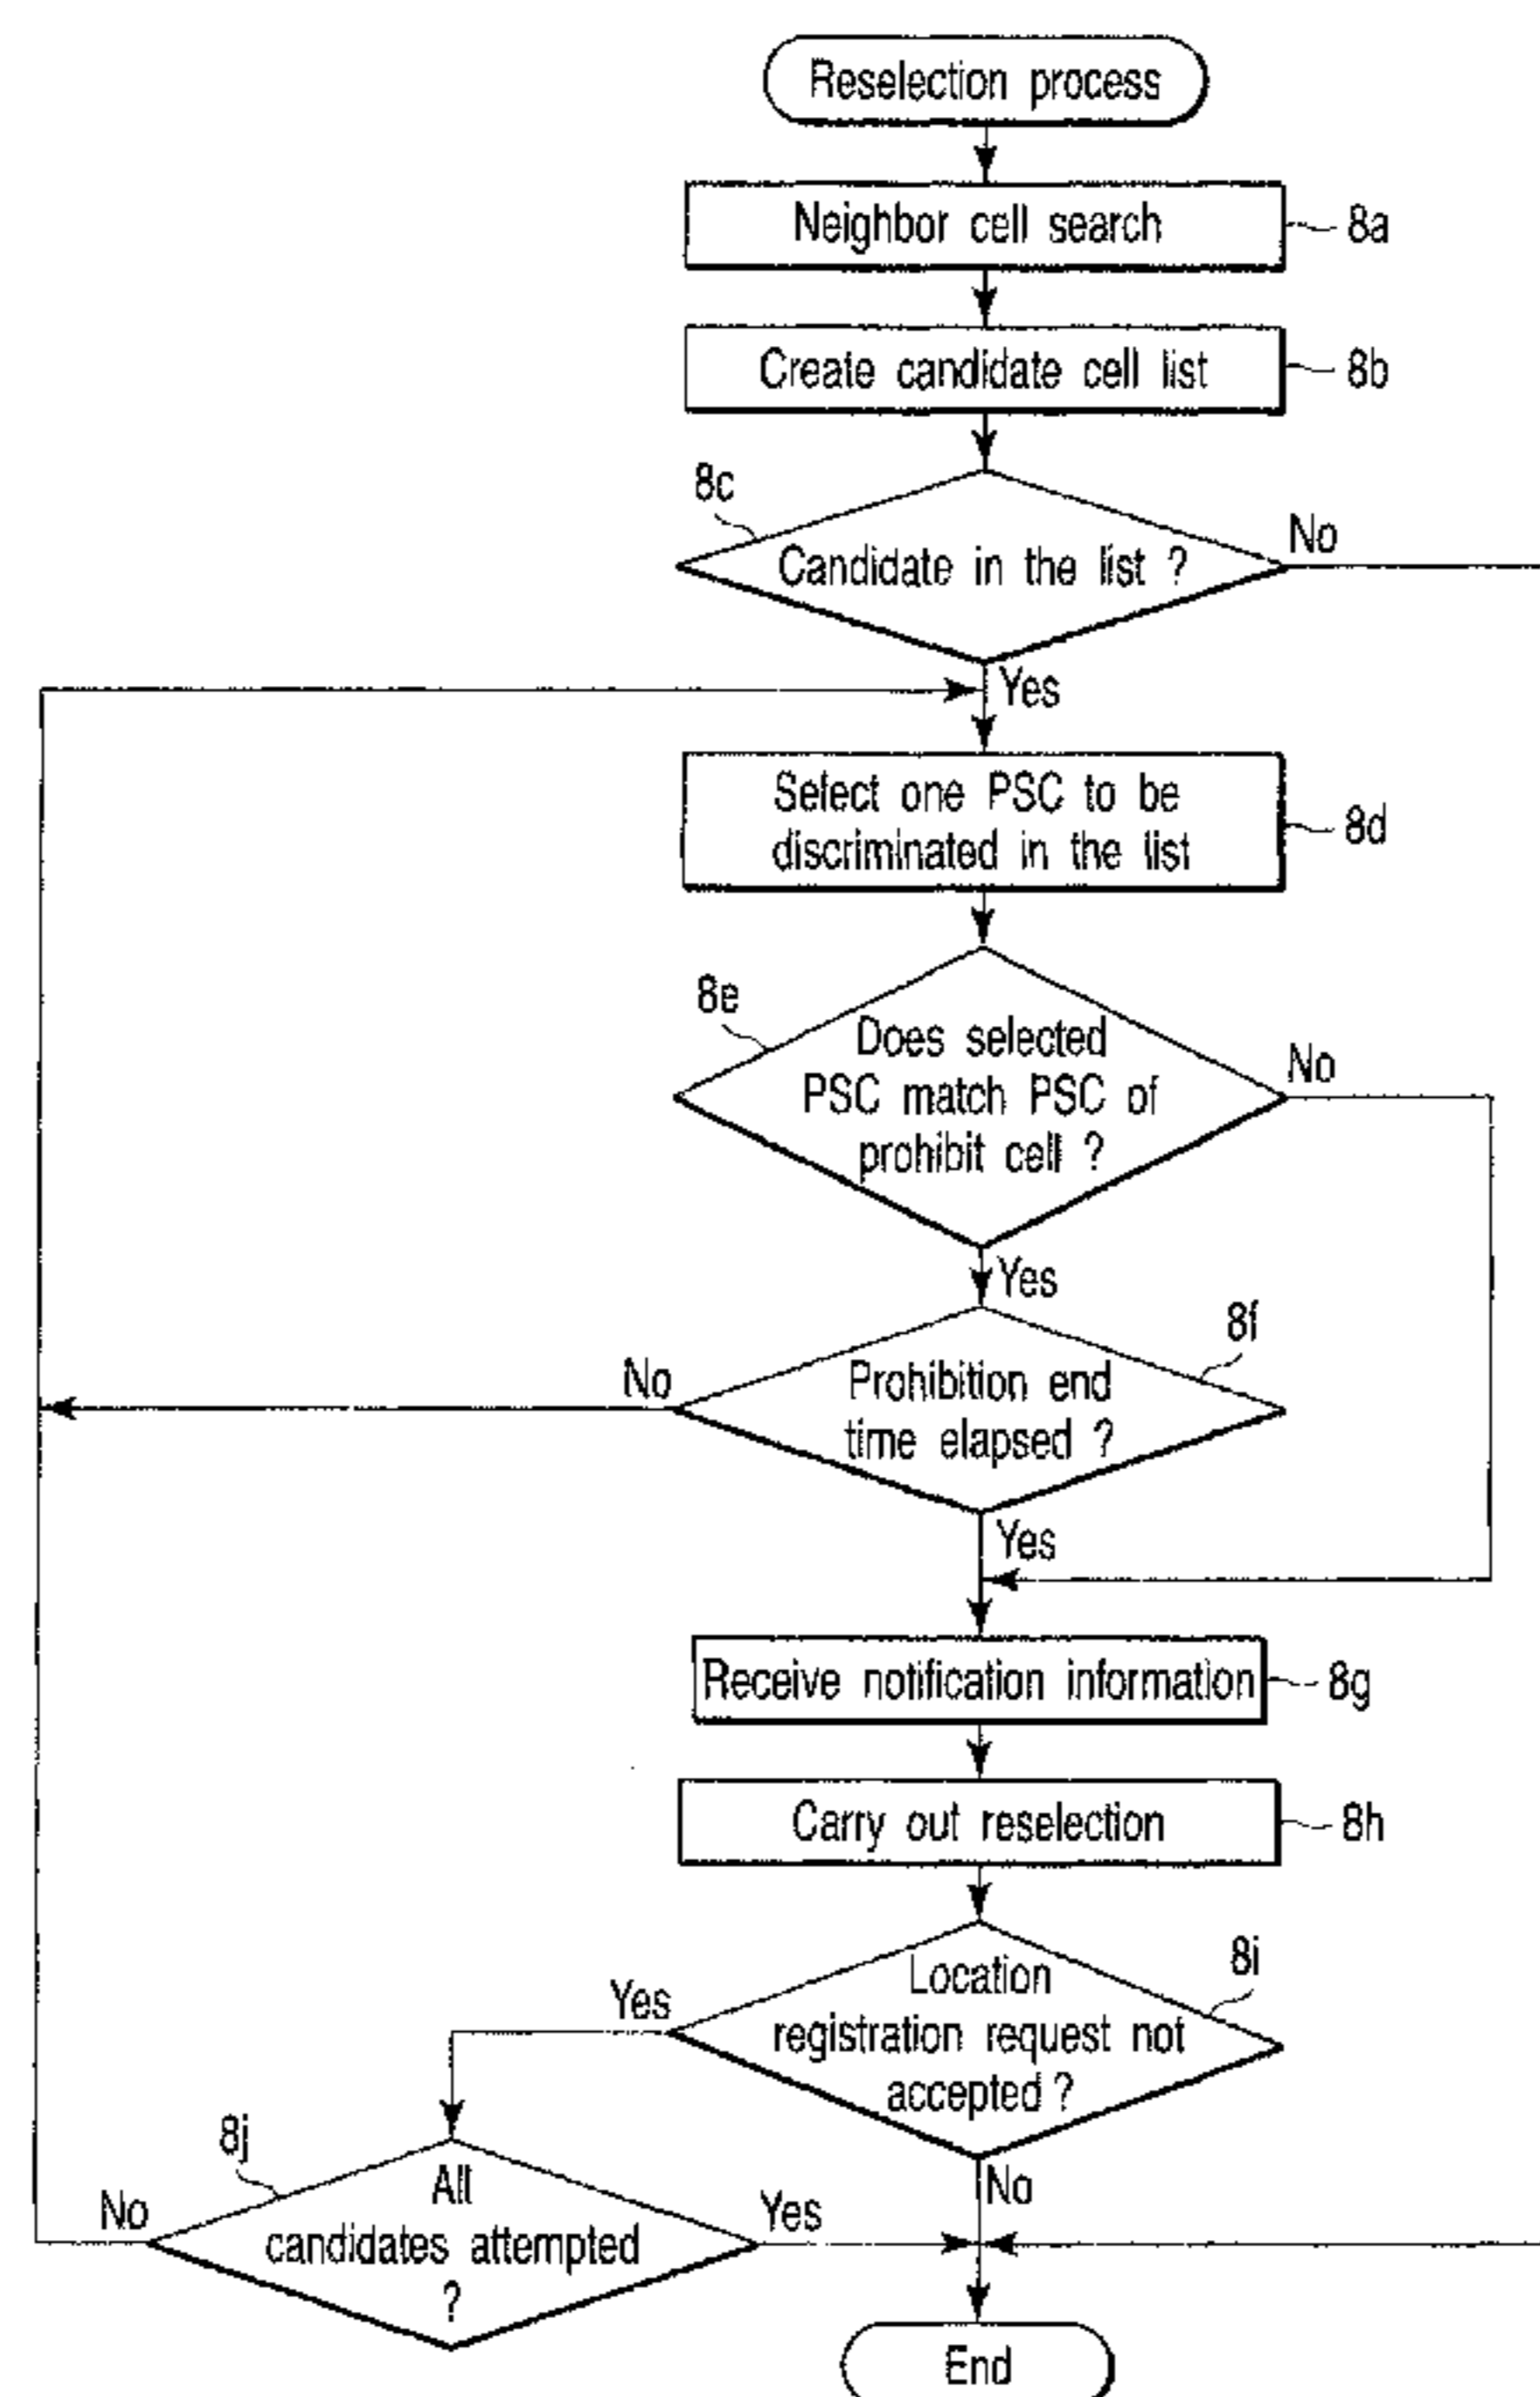 Reselection process
Neighbor cell search
8a
Create candidate cell list
8b
8c
Candidate in the list ?
No
Yes
Select one PSC to be
discriminated in the list
8d
8e
Does selected
PSC match PSC of
prohibit cell ?
No
Yes
8f
Prohibition end
time elapsed ?
No
Yes
Receive notification information
8g
Carry out reselection
8h
8i
Location
registration request not
accepted ?
Yes
No
8j
All
candidates attempted
?
No
Yes
End